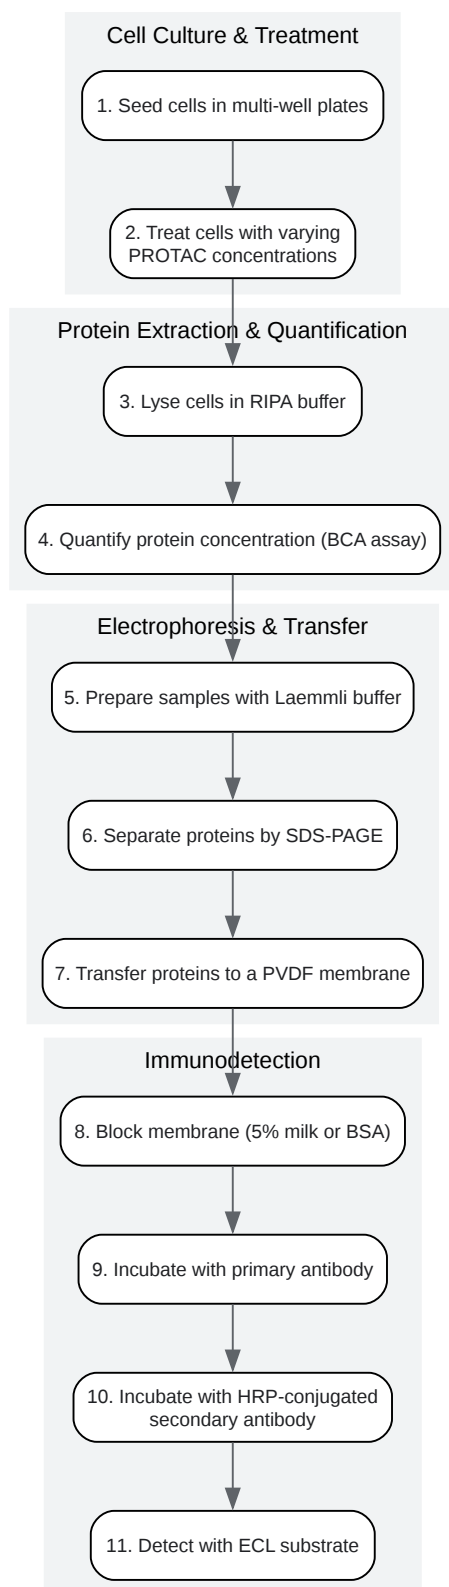 Cell Culture & Treatment
1. Seed cells in multi-well plates
2. Treat cells with varying
PROTAC concentrations
Protein Extraction & Quantification
3. Lyse cells in RIPA buffer
4. Quantify protein concentration (BCA assay)
Electrophoresis & Transfer
5. Prepare samples with Laemmli buffer
6. Separate proteins by SDS-PAGE
7. Transfer proteins to a PVDF membrane
Immunodetection
8. Block membrane (5% milk or BSA)
9. Incubate with primary antibody
10. Incubate with HRP-conjugated
secondary antibody
11. Detect with ECL substrate